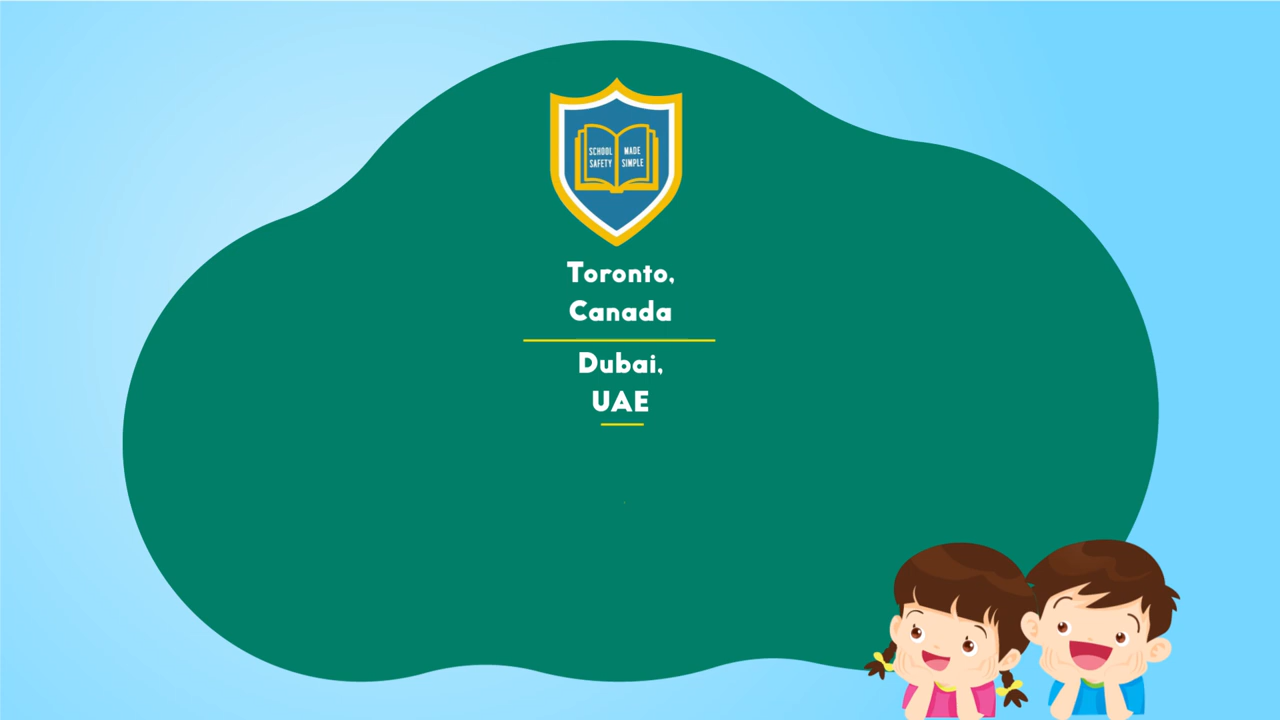 SCHOOL MADE
SAFETY SIMPLE
Toronto,
Canada
Dubai,
UAE